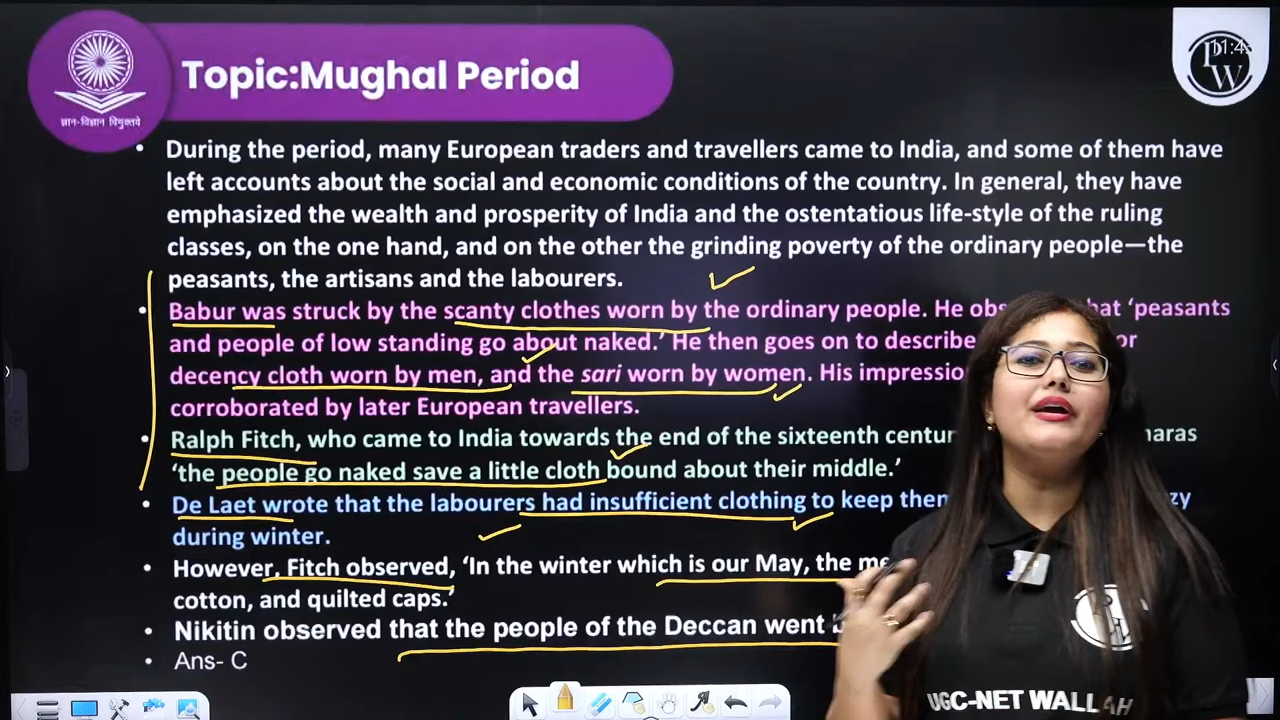 Topic:Mughal Period
ज्ञान-विज्ञान विमुक्तये
PW
11:4
• During the period, many European traders and travellers came to India, and some of them have
left accounts about the social and economic conditions of the country. In general, they have
emphasized the wealth and prosperity of India and the ostentatious life-style of the ruling
classes, on the one hand, and on the other the grinding poverty of the ordinary people—the
peasants, the artisans and the labourers.
• Babur was struck by the scanty clothes worn by the ordinary people. He ‘peasants
and people of low standing go about naked.’ He then goes on to describe
decency cloth worn by men, and the sari worn by women. His
corroborated by later European travellers.
• Ralph Fitch, who came to India towards the end of the sixteenth
‘the people go naked save a little cloth bound about their middle.’
• De Laet wrote that the labourers had insufficient clothing to keep
during winter.
• However, Fitch observed, ‘In the winter which is our May, the
cotton, and quilted caps.’
• Nikitin observed that the people of the Deccan went
• Ans- C
UGC-NET WALLAH